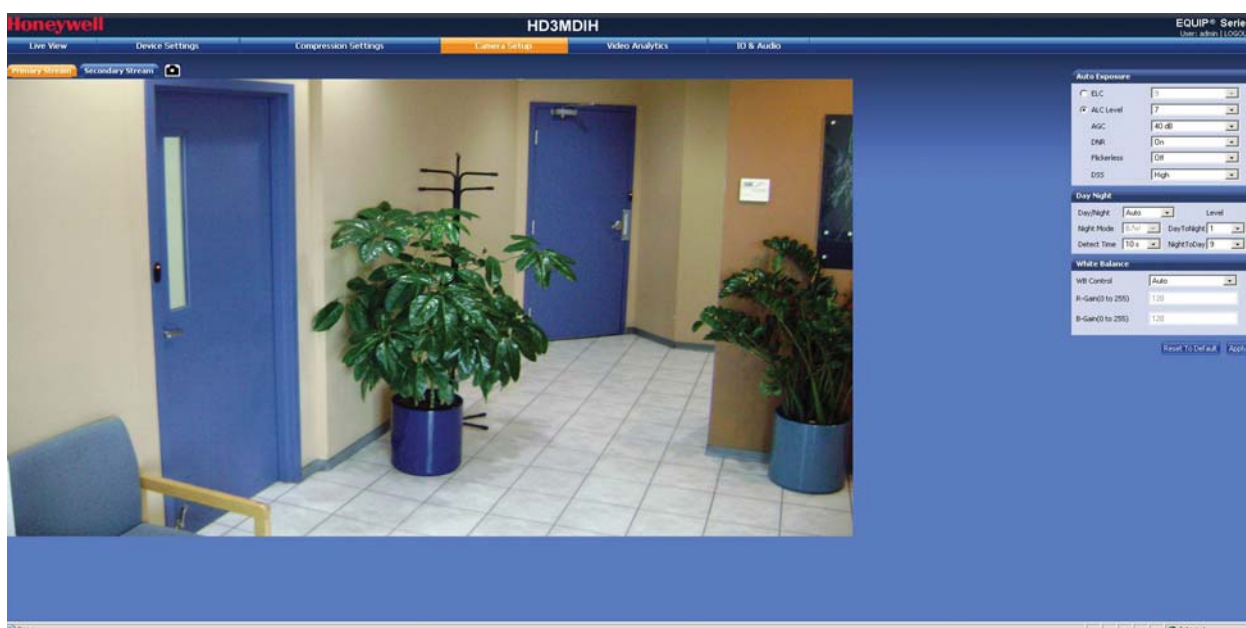 Honeywell
HD3MDIH
EQUIP® Serie
User: admin | LOGOU
Live View Device Settings Compression Settings Camera Setup Video Analytics IO & Audio
Primary Stream Secondary Stream
Auto Exposure
ELC 9
ALC Level 7
AGC 40 dB
DNR On
Flickerless Off
DSS High
Day Night
Day/Night Auto Level
Night Mode B/W DayToNight 1
Detect Time 10 s NightToDay 9
White Balance
WB Control Auto
R-Gain(0 to 255) 128
B-Gain(0 to 255) 128
Reset To Default Apply